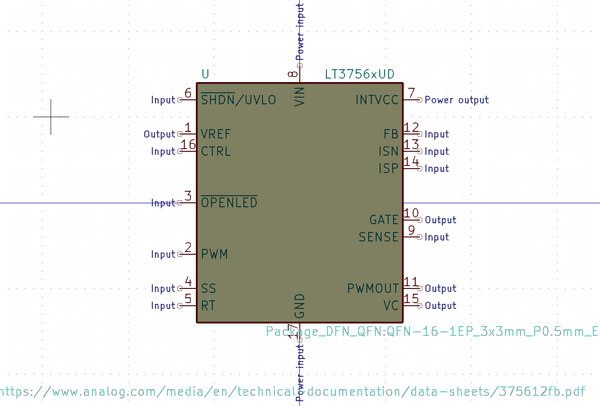 Power input
8
U LT3756xUD
VIN
Input 6 SHDN/UVLO INTVCC 7 Power output
Output 1 VREF FB 12 Input
Input 16 CTRL ISN 13 Input
ISP 14 Input
Input 3 OPENLED
GATE 10 Output
SENSE 9 Input
Input 2 PWM
Input 4 SS PWMOUT 11 Output
Input 5 RT VC 15 Output
GND
17
Package_DFN_QFN:QFN-16-1EP_3x3mm_P0.5mm_E
Power input
https://www.analog.com/media/en/technical-documentation/data-sheets/375612fb.pdf